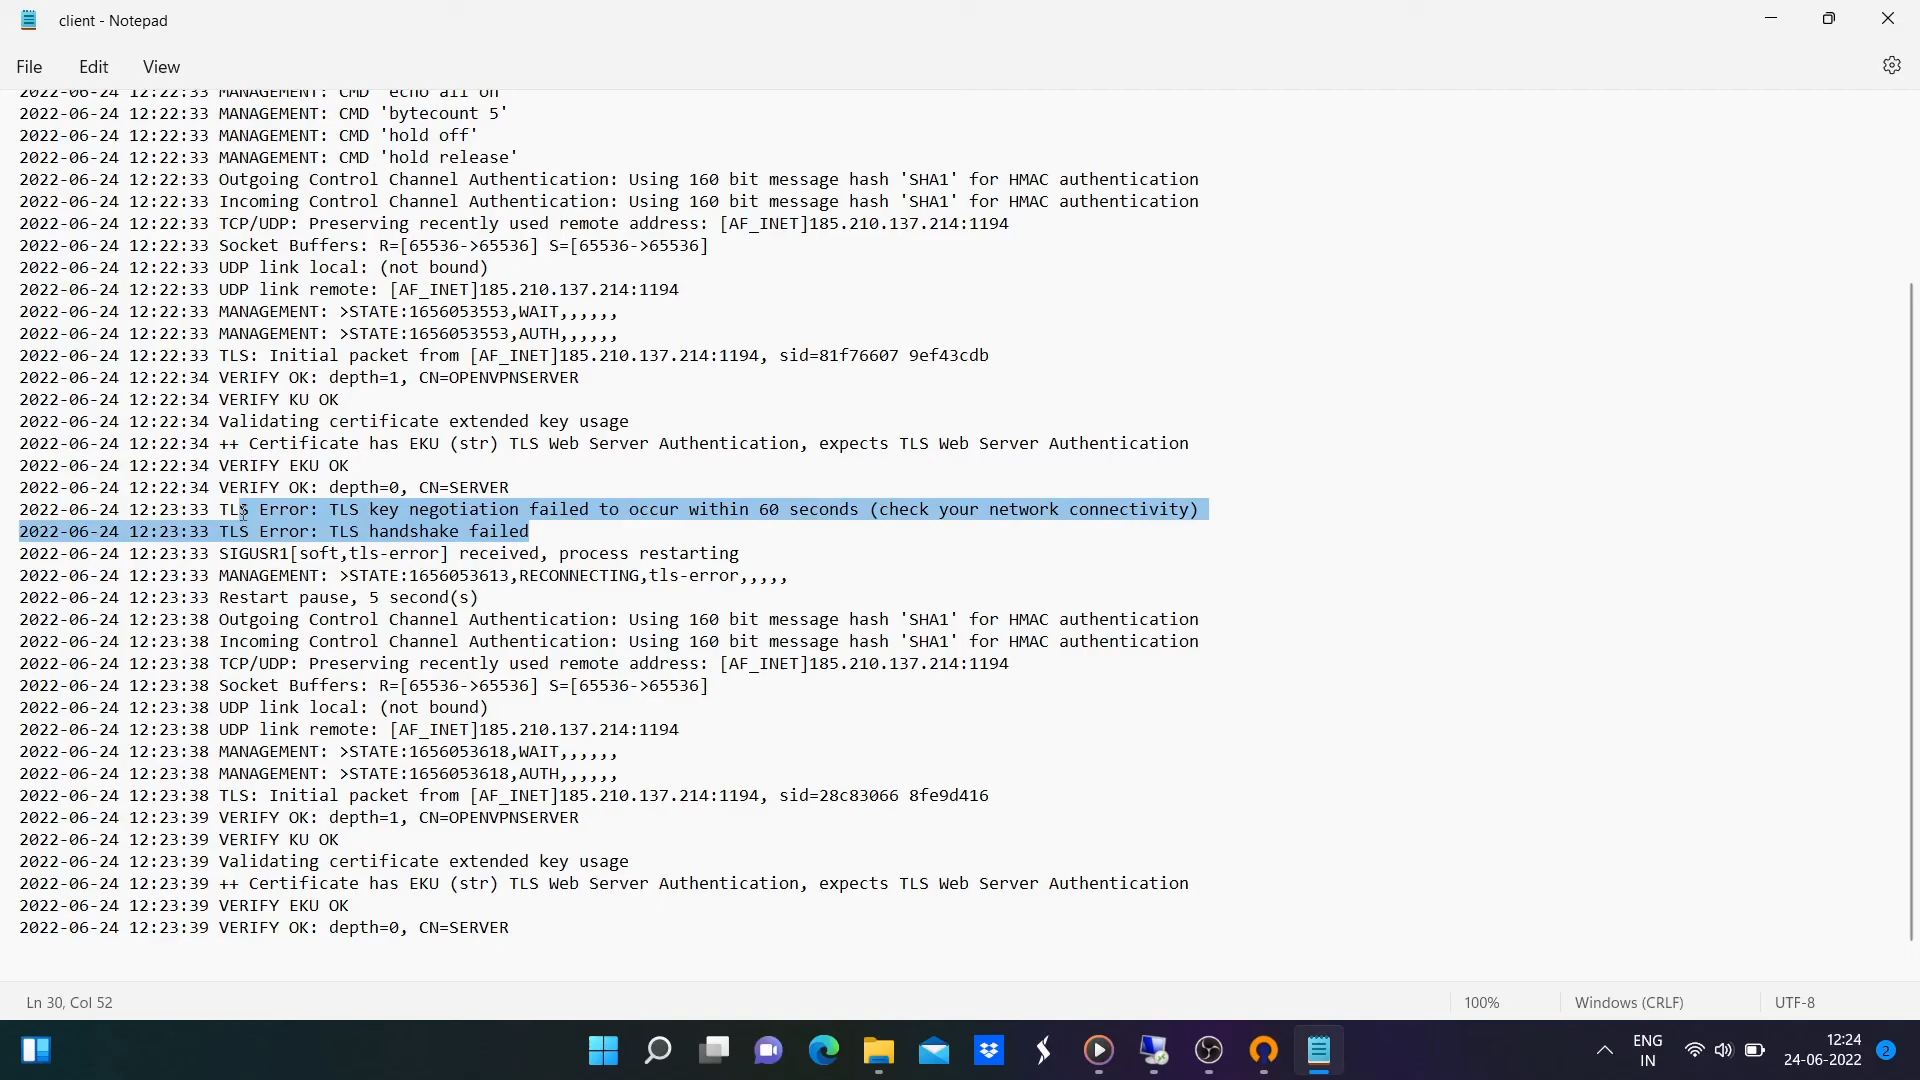 client - Notepad
File Edit View
2022-06-24 12:22:33 MANAGEMENT: CMD 'echo all on'
2022-06-24 12:22:33 MANAGEMENT: CMD 'bytecount 5'
2022-06-24 12:22:33 MANAGEMENT: CMD 'hold off'
2022-06-24 12:22:33 MANAGEMENT: CMD 'hold release'
2022-06-24 12:22:33 Outgoing Control Channel Authentication: Using 160 bit message hash 'SHA1' for HMAC authentication
2022-06-24 12:22:33 Incoming Control Channel Authentication: Using 160 bit message hash 'SHA1' for HMAC authentication
2022-06-24 12:22:33 TCP/UDP: Preserving recently used remote address: [AF_INET]185.210.137.214:1194
2022-06-24 12:22:33 Socket Buffers: R=[65536->65536] S=[65536->65536]
2022-06-24 12:22:33 UDP link local: (not bound)
2022-06-24 12:22:33 UDP link remote: [AF_INET]185.210.137.214:1194
2022-06-24 12:22:33 MANAGEMENT: >STATE:1656053553,WAIT,,,,,,
2022-06-24 12:22:33 MANAGEMENT: >STATE:1656053553,AUTH,,,,,,
2022-06-24 12:22:33 TLS: Initial packet from [AF_INET]185.210.137.214:1194, sid=81f76607 9ef43cdb
2022-06-24 12:22:34 VERIFY OK: depth=1, CN=OPENVPNSERVER
2022-06-24 12:22:34 VERIFY KU OK
2022-06-24 12:22:34 Validating certificate extended key usage
2022-06-24 12:22:34 ++ Certificate has EKU (str) TLS Web Server Authentication, expects TLS Web Server Authentication
2022-06-24 12:22:34 VERIFY EKU OK
2022-06-24 12:22:34 VERIFY OK: depth=0, CN=SERVER
2022-06-24 12:23:33 TLS Error: TLS key negotiation failed to occur within 60 seconds (check your network connectivity)
2022-06-24 12:23:33 TLS Error: TLS handshake failed
2022-06-24 12:23:33 SIGUSR1[soft,tls-error] received, process restarting
2022-06-24 12:23:33 MANAGEMENT: >STATE:1656053613,RECONNECTING,tls-error,,,,,
2022-06-24 12:23:33 Restart pause, 5 second(s)
2022-06-24 12:23:38 Outgoing Control Channel Authentication: Using 160 bit message hash 'SHA1' for HMAC authentication
2022-06-24 12:23:38 Incoming Control Channel Authentication: Using 160 bit message hash 'SHA1' for HMAC authentication
2022-06-24 12:23:38 TCP/UDP: Preserving recently used remote address: [AF_INET]185.210.137.214:1194
2022-06-24 12:23:38 Socket Buffers: R=[65536->65536] S=[65536->65536]
2022-06-24 12:23:38 UDP link local: (not bound)
2022-06-24 12:23:38 UDP link remote: [AF_INET]185.210.137.214:1194
2022-06-24 12:23:38 MANAGEMENT: >STATE:1656053618,WAIT,,,,,,
2022-06-24 12:23:38 MANAGEMENT: >STATE:1656053618,AUTH,,,,,,
2022-06-24 12:23:38 TLS: Initial packet from [AF_INET]185.210.137.214:1194, sid=28c83066 8fe9d416
2022-06-24 12:23:39 VERIFY OK: depth=1, CN=OPENVPNSERVER
2022-06-24 12:23:39 VERIFY KU OK
2022-06-24 12:23:39 Validating certificate extended key usage
2022-06-24 12:23:39 ++ Certificate has EKU (str) TLS Web Server Authentication, expects TLS Web Server Authentication
2022-06-24 12:23:39 VERIFY EKU OK
2022-06-24 12:23:39 VERIFY OK: depth=0, CN=SERVER
Ln 30, Col 52 100% Windows (CRLF) UTF-8
ENG 12:24
IN 24-06-2022 2